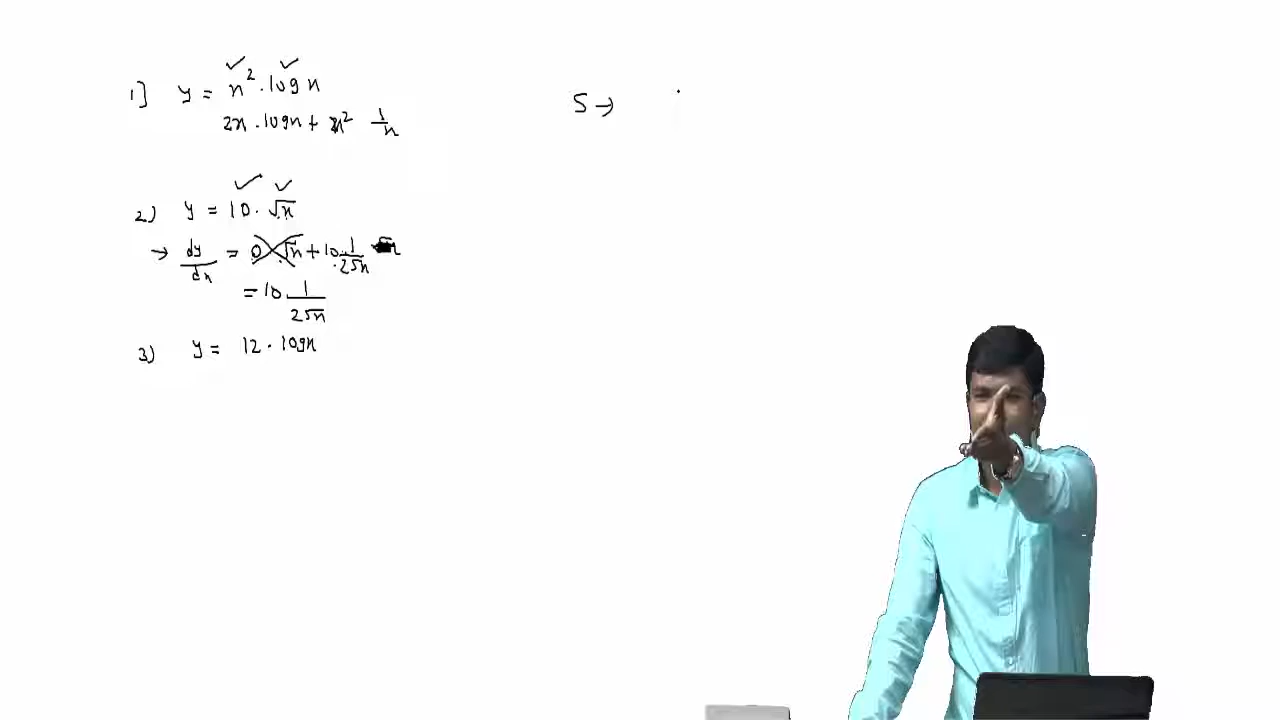 1] y = x² . log x
2x . log x + x² 1/x
2) y = 10 . √x
→ dy/dx = 0 . √x + 10 . 1/2√x
= 10 . 1/2√x
3) y = 12 . log x
S →